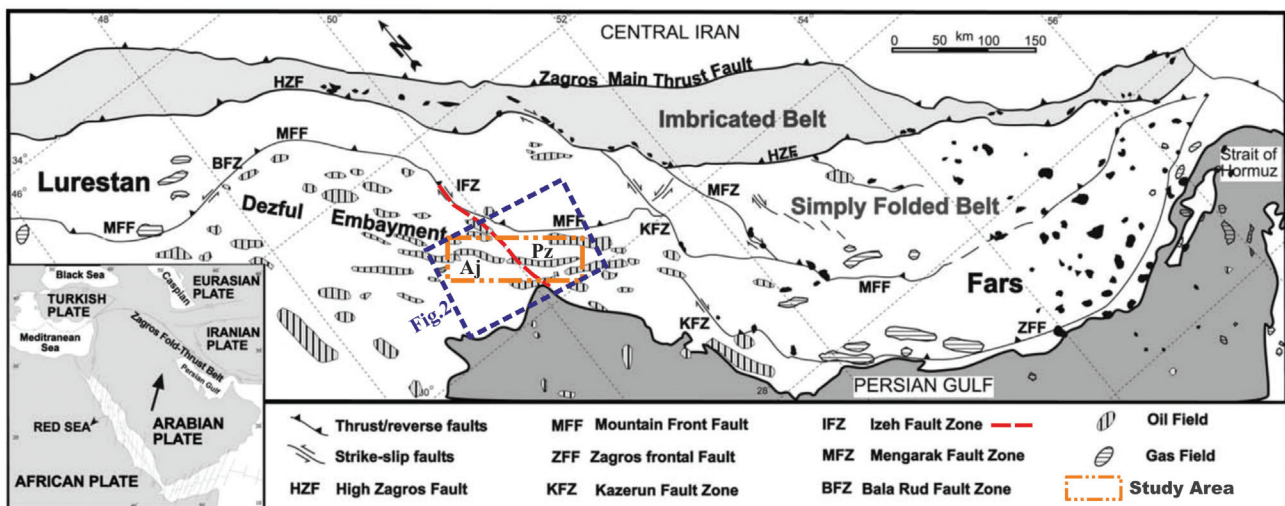 48
50
52
54
56
N
CENTRAL IRAN
km
0 50 100 150
Zagros Main Thrust Fault
HZF
Imbricated Belt
HZF
MFF
BFZ
34
46
Lurestan
MFF
Dezful Embayment
IFZ
MFF
KFZ
MFZ
Simply Folded Belt
Strait of
Hormuz
Pz
Aj
Fig.2
MFF
Fars
KFZ
ZFF
30°
28
PERSIAN GULF
Black Sea
Caspian
EURASIAN
PLATE
TURKISH
PLATE
Meditranean
Sea
Zagros Fold-Thrust Belt
IRANIAN
PLATE
Persian Gulf
RED SEA
ARABIAN
PLATE
AFRICAN PLATE
Thrust/reverse faults
MFF Mountain Front Fault
IFZ Izeh Fault Zone
Oil Field
Strike-slip faults
ZFF Zagros frontal Fault
MFZ Mengarak Fault Zone
Gas Field
HZF High Zagros Fault
KFZ Kazerun Fault Zone
BFZ Bala Rud Fault Zone
Study Area